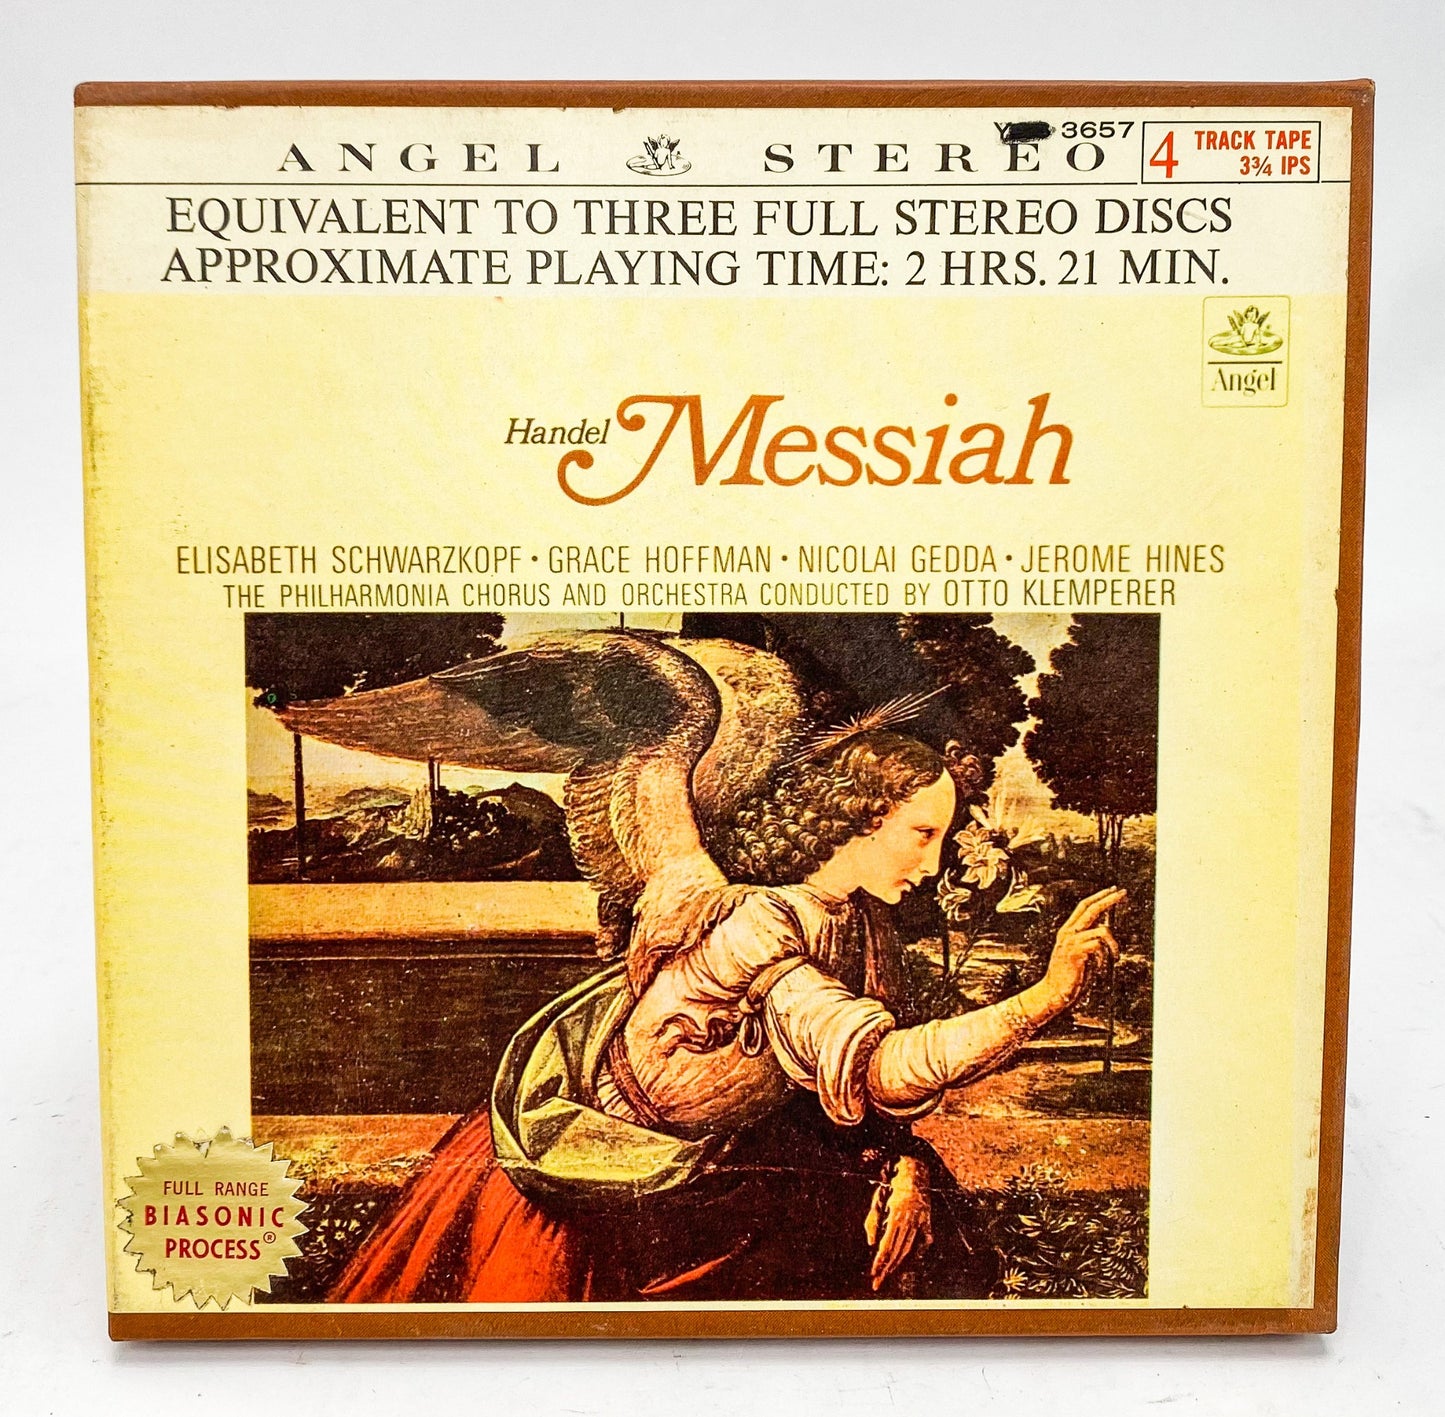 Y 3657
ANGEL STEREO
4 TRACK TAPE
3¾ IPS
EQUIVALENT TO THREE FULL STEREO DISCS
APPROXIMATE PLAYING TIME: 2 HRS. 21 MIN.
Angel
Handel Messiah
ELISABETH SCHWARZKOPF • GRACE HOFFMAN • NICOLAI GEDDA • JEROME HINES
THE PHILHARMONIA CHORUS AND ORCHESTRA CONDUCTED BY OTTO KLEMPERER
FULL RANGE
BIASONIC
PROCESS®